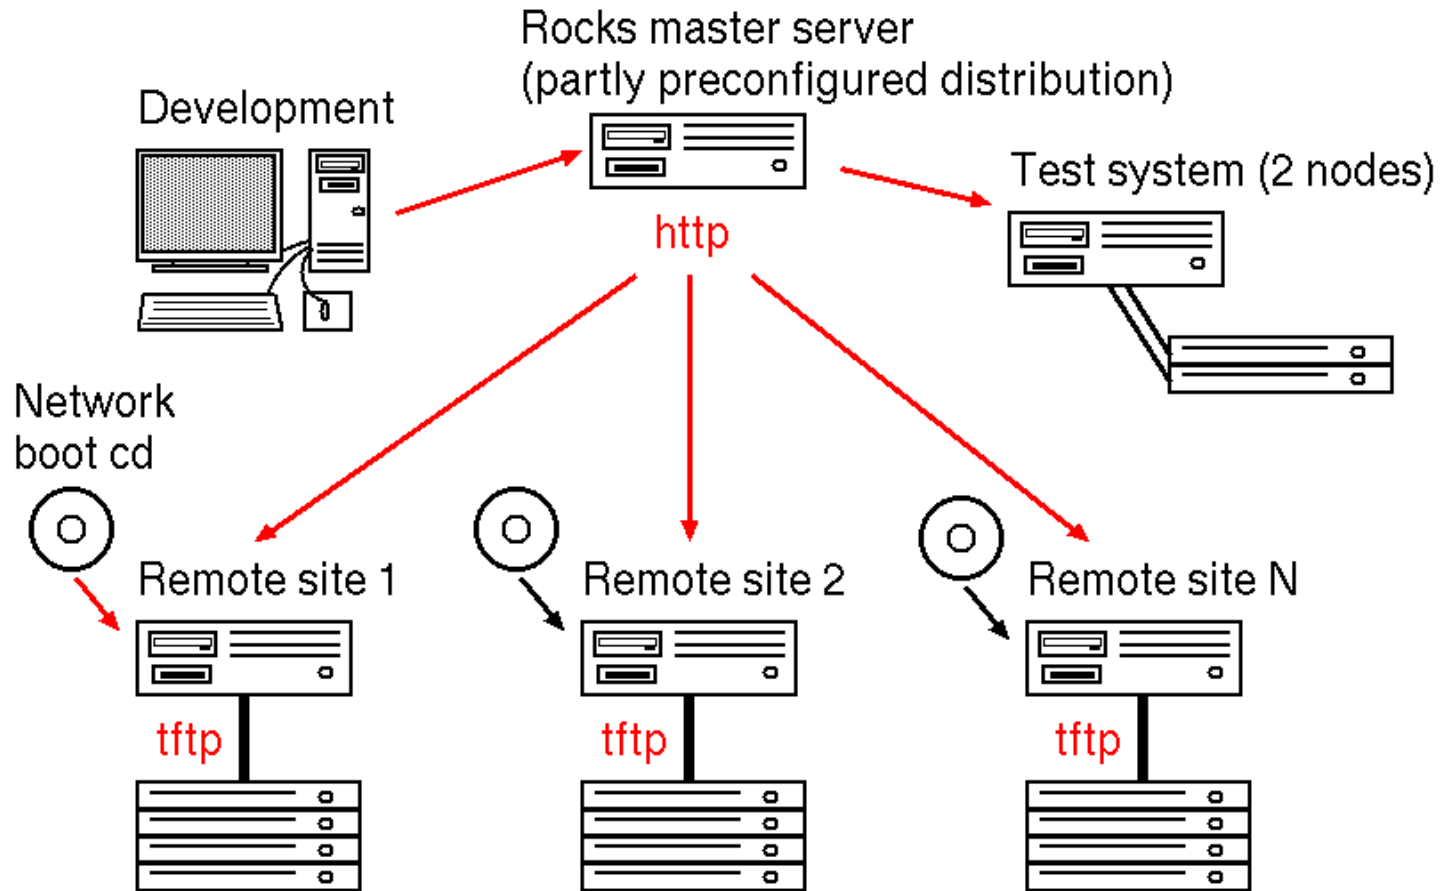 Rocks master server
(partly preconfigured distribution)
Development
Test system (2 nodes)
http
Network
boot cd
Remote site 1
Remote site 2
Remote site N
tftp
tftp
tftp